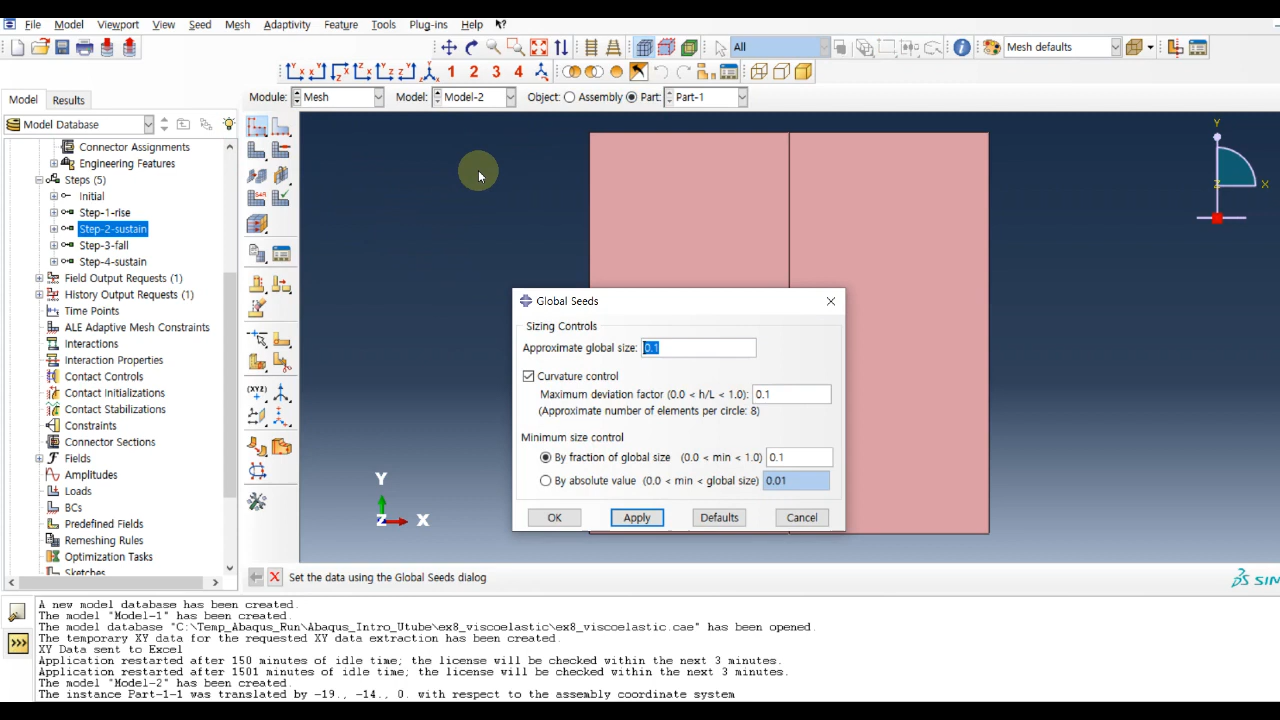 File Model Viewport View Seed Mesh Adaptivity Feature Tools Plug-ins Help
All Mesh defaults
1 2 3 4
Model Results Module: Mesh Model: Model-2 Object: Assembly Part: Part-1
Model Database
Connector Assignments
Engineering Features
Steps (5)
Initial
Step-1-rise
Step-2-sustain
Step-3-fall
Step-4-sustain
Field Output Requests (1)
History Output Requests (1)
Time Points
ALE Adaptive Mesh Constraints
Interactions
Interaction Properties
Contact Controls
Contact Initializations
Contact Stabilizations
Constraints
Connector Sections
Fields
Amplitudes
Loads
BCs
Predefined Fields
Remeshing Rules
Optimization Tasks
Sketches
Y
X
Z
Global Seeds
Sizing Controls
Approximate global size: 0.1
Curvature control
Maximum deviation factor (0.0 < h/L < 1.0): 0.1
(Approximate number of elements per circle: 8)
Minimum size control
By fraction of global size (0.0 < min < 1.0) 0.1
By absolute value (0.0 < min < global size) 0.01
OK Apply Defaults Cancel
Y
Z X
Set the data using the Global Seeds dialog
A new model database has been created.
The model "Model-1" has been created.
The model database "C:\Temp_Abaqus_Run\Abaqus_Intro_Utube\ex8_viscoelastic\ex8_viscoelastic.cae" has been opened.
The temporary XY data for the requested XY data extraction has been created.
XY Data sent to Excel
Application restarted after 150 minutes of idle time; the license will be checked within the next 3 minutes.
Application restarted after 1501 minutes of idle time; the license will be checked within the next 3 minutes.
The model "Model-2" has been created.
The instance Part-1-1 was translated by -19., -14., 0. with respect to the assembly coordinate system